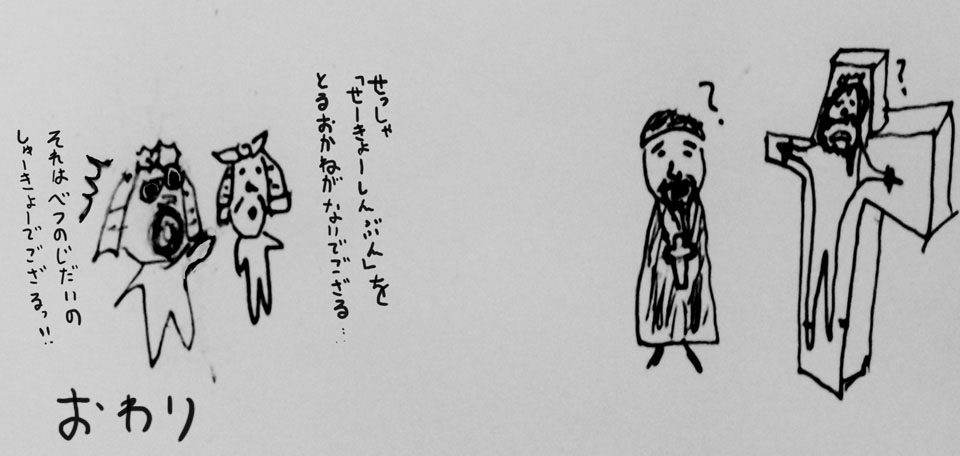 ?
?
せっしゃ
「せーきょーしんぶん」を
とるおかねがないでござる…
それはべつのじだいの
しゅーきょーでござるっ!!
おわり